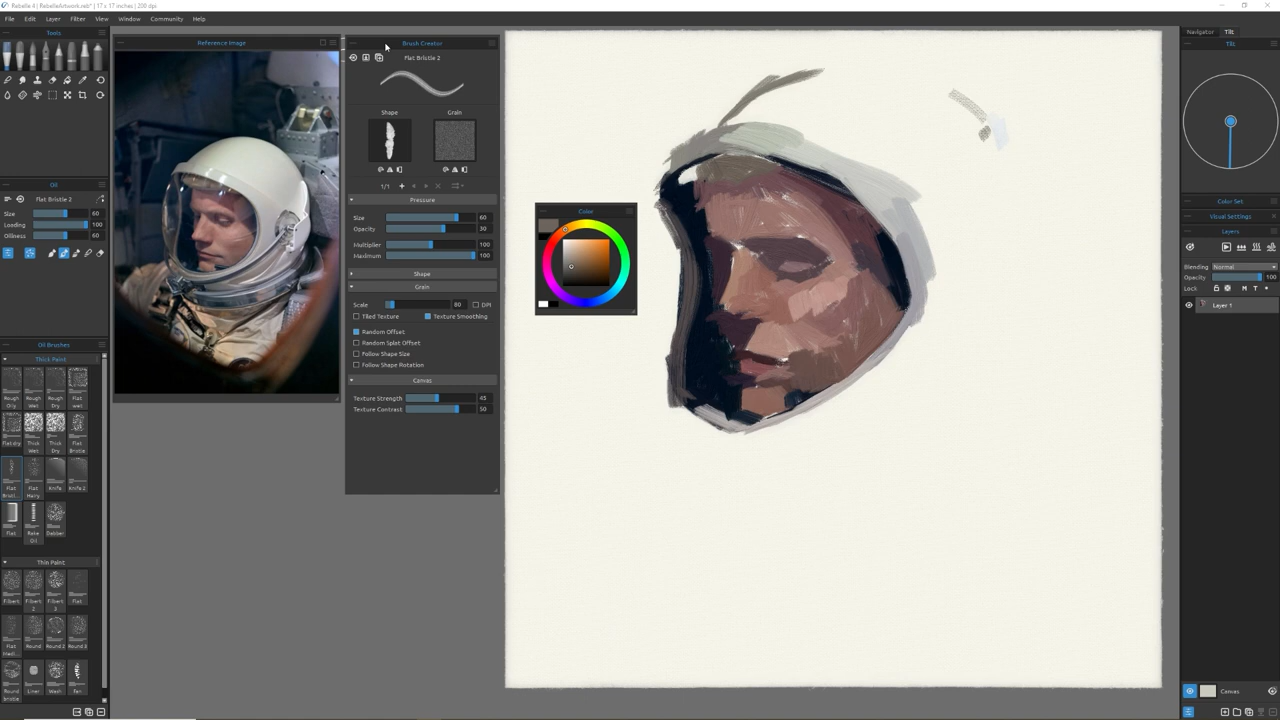 Rebelle 4 | RebelleArtwork.reb* | 17 x 17 inches | 200 dpi
File Edit Layer Filter View Window Community Help
Tools
Oil
Flat Bristle 2
Size 60
Loading 100
Oiliness 60
Oil Brushes
Thick Paint
Rough Oily
Rough Wet
Rough Dry
Flat wet
Flat dry
Thick Wet
Thick Dry
Flat Bristle
Flat Bristl...
Flat Hairy
Knife
Knife 2
Flat
Rake Oil
Dabber
Thin Paint
Filbert
Filbert 2
Filbert 3
Flat
Flat Medi...
Round
Round 2
Round 3
Round bristle
Liner
Wash
Fan
Reference Image
Brush Creator
Flat Bristle 2
Shape Grain
1/1
Pressure
Size 60
Opacity 30
Multiplier 100
Maximum 100
Shape
Grain
Scale 80 DPI
Tiled Texture Texture Smoothing
Random Offset
Random Splat Offset
Follow Shape Size
Follow Shape Rotation
Canvas
Texture Strength 45
Texture Contrast 50
Color
Navigator Tilt
Tilt
Color Set
Visual Settings
Layers
Blending Normal
Opacity 100
Lock M T
Layer 1
Canvas